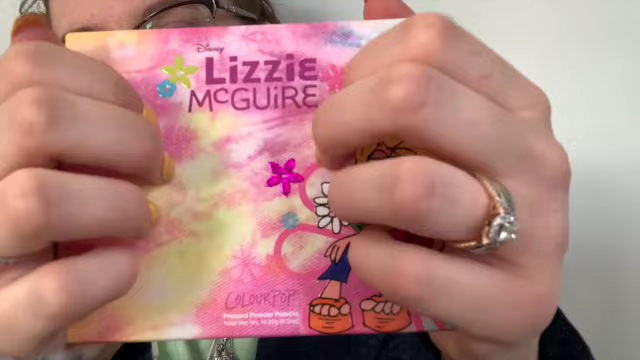 Disney
Lizzie
McGUiRE
COLOURPOP
Pressed Powder Palette